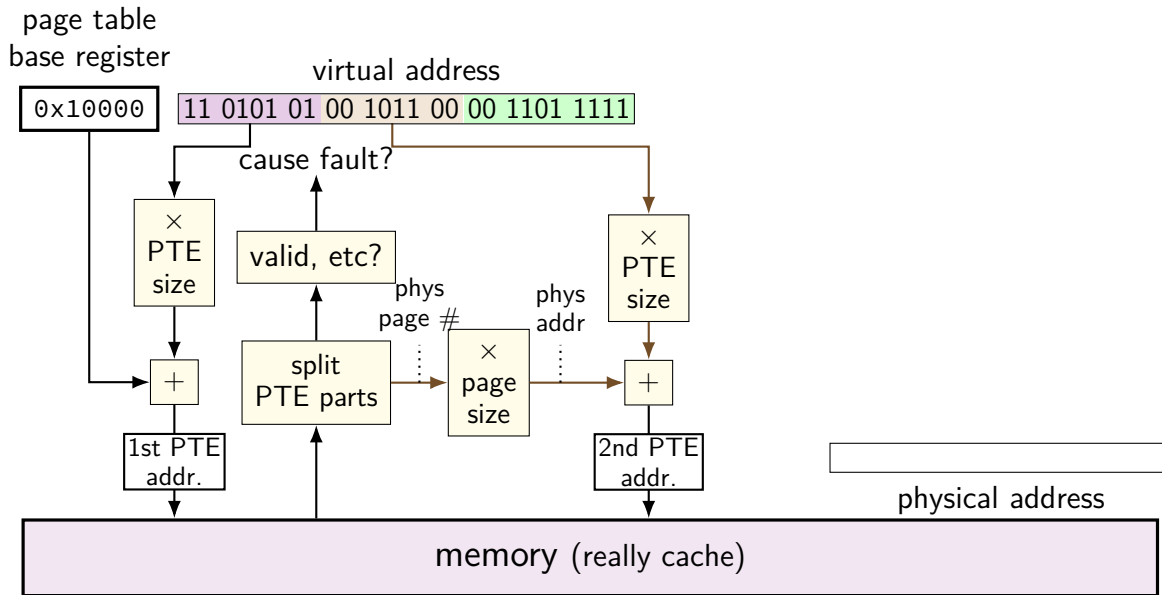 page table
base register
0x10000
virtual address
11 0101 01 00 1011 00 00 1101 1111
cause fault?
×
PTE
size
valid, etc?
×
PTE
size
phys
page #
phys
addr
split
PTE parts
×
page
size
+
+
1st PTE
addr.
2nd PTE
addr.
physical address
memory (really cache)